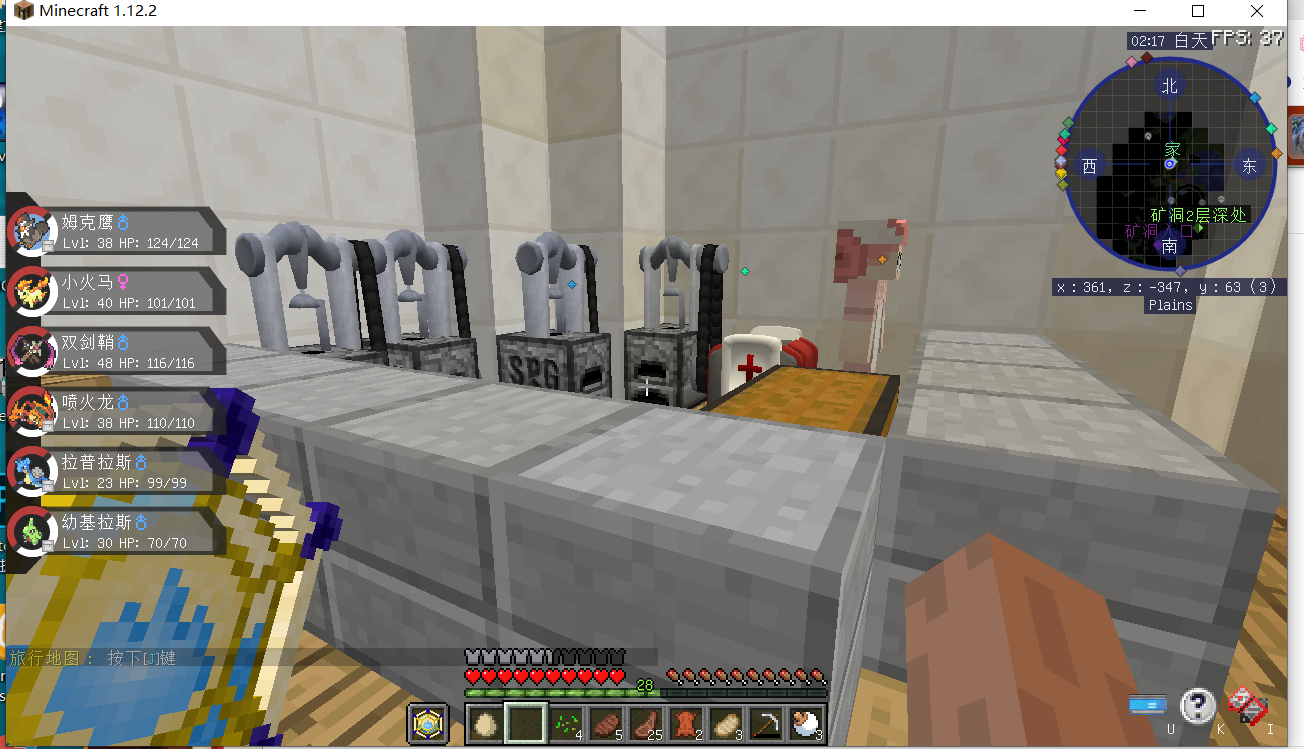 Minecraft 1.12.2
02:17 白天
FPS: 37
北
家
西
东
矿洞2层深处
矿洞
南
x: 361, z: -347, y: 63 (3)
Plains
姆克鹰
Lvl: 38 HP: 124/124
小火马
Lvl: 40 HP: 101/101
双剑鞘
Lvl: 48 HP: 116/116
喷火龙
Lvl: 38 HP: 110/110
拉普拉斯
Lvl: 23 HP: 99/99
幼基拉斯
Lvl: 30 HP: 70/70
SPG
旅行地图: 按下[J]键
28
4
5
25
2
3
3
?
U
K
I